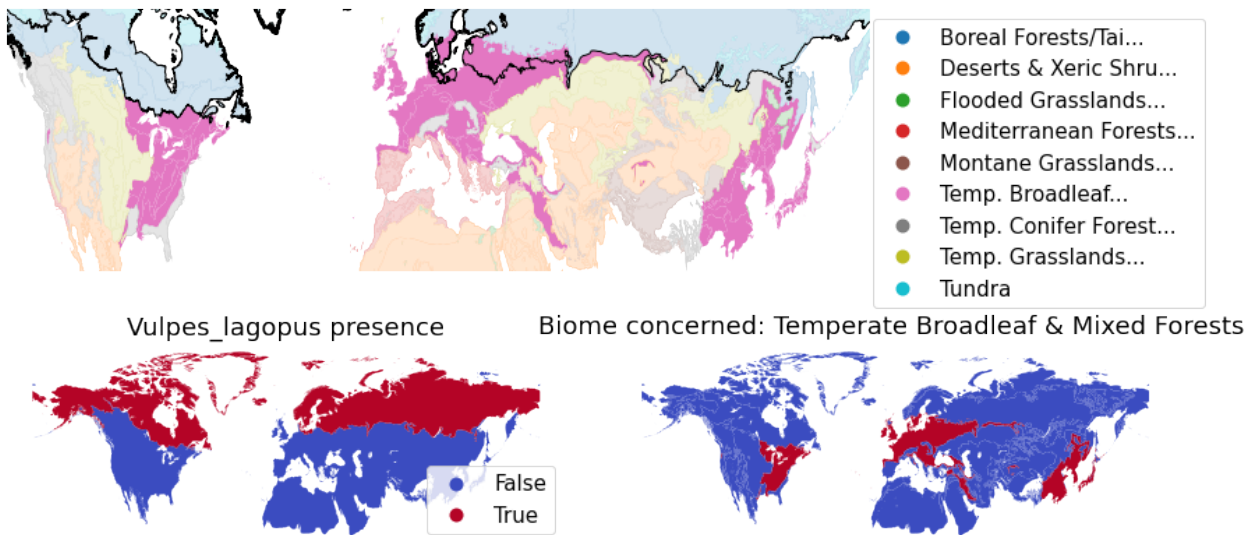 Boreal Forests/Tai...
Deserts & Xeric Shru...
Flooded Grasslands...
Mediterranean Forests...
Montane Grasslands...
Temp. Broadleaf...
Temp. Conifer Forest...
Temp. Grasslands...
Tundra
Vulpes_lagopus presence
Biome concerned: Temperate Broadleaf & Mixed Forests
False
True